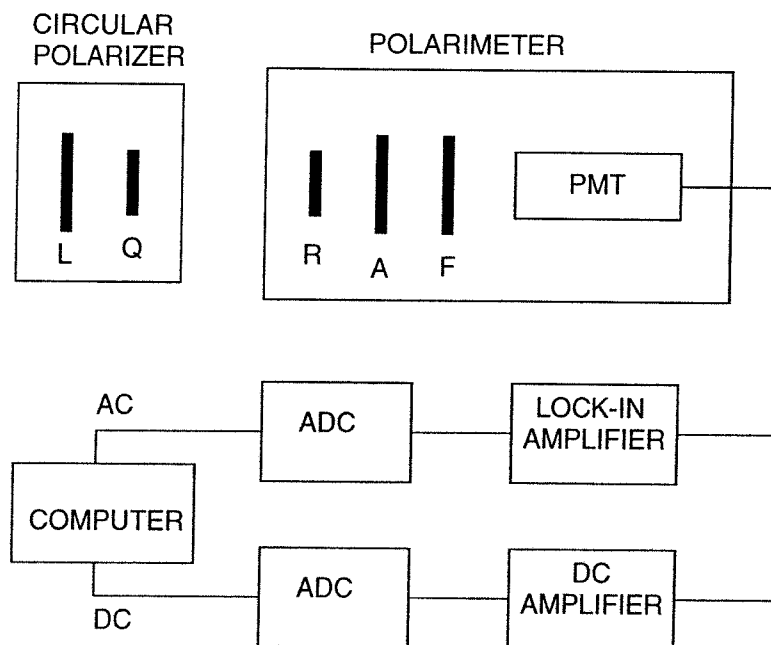 CIRCULAR
POLARIZER
POLARIMETER
L
Q
R
A
F
PMT
AC
ADC
LOCK-IN
AMPLIFIER
COMPUTER
DC
ADC
DC
AMPLIFIER